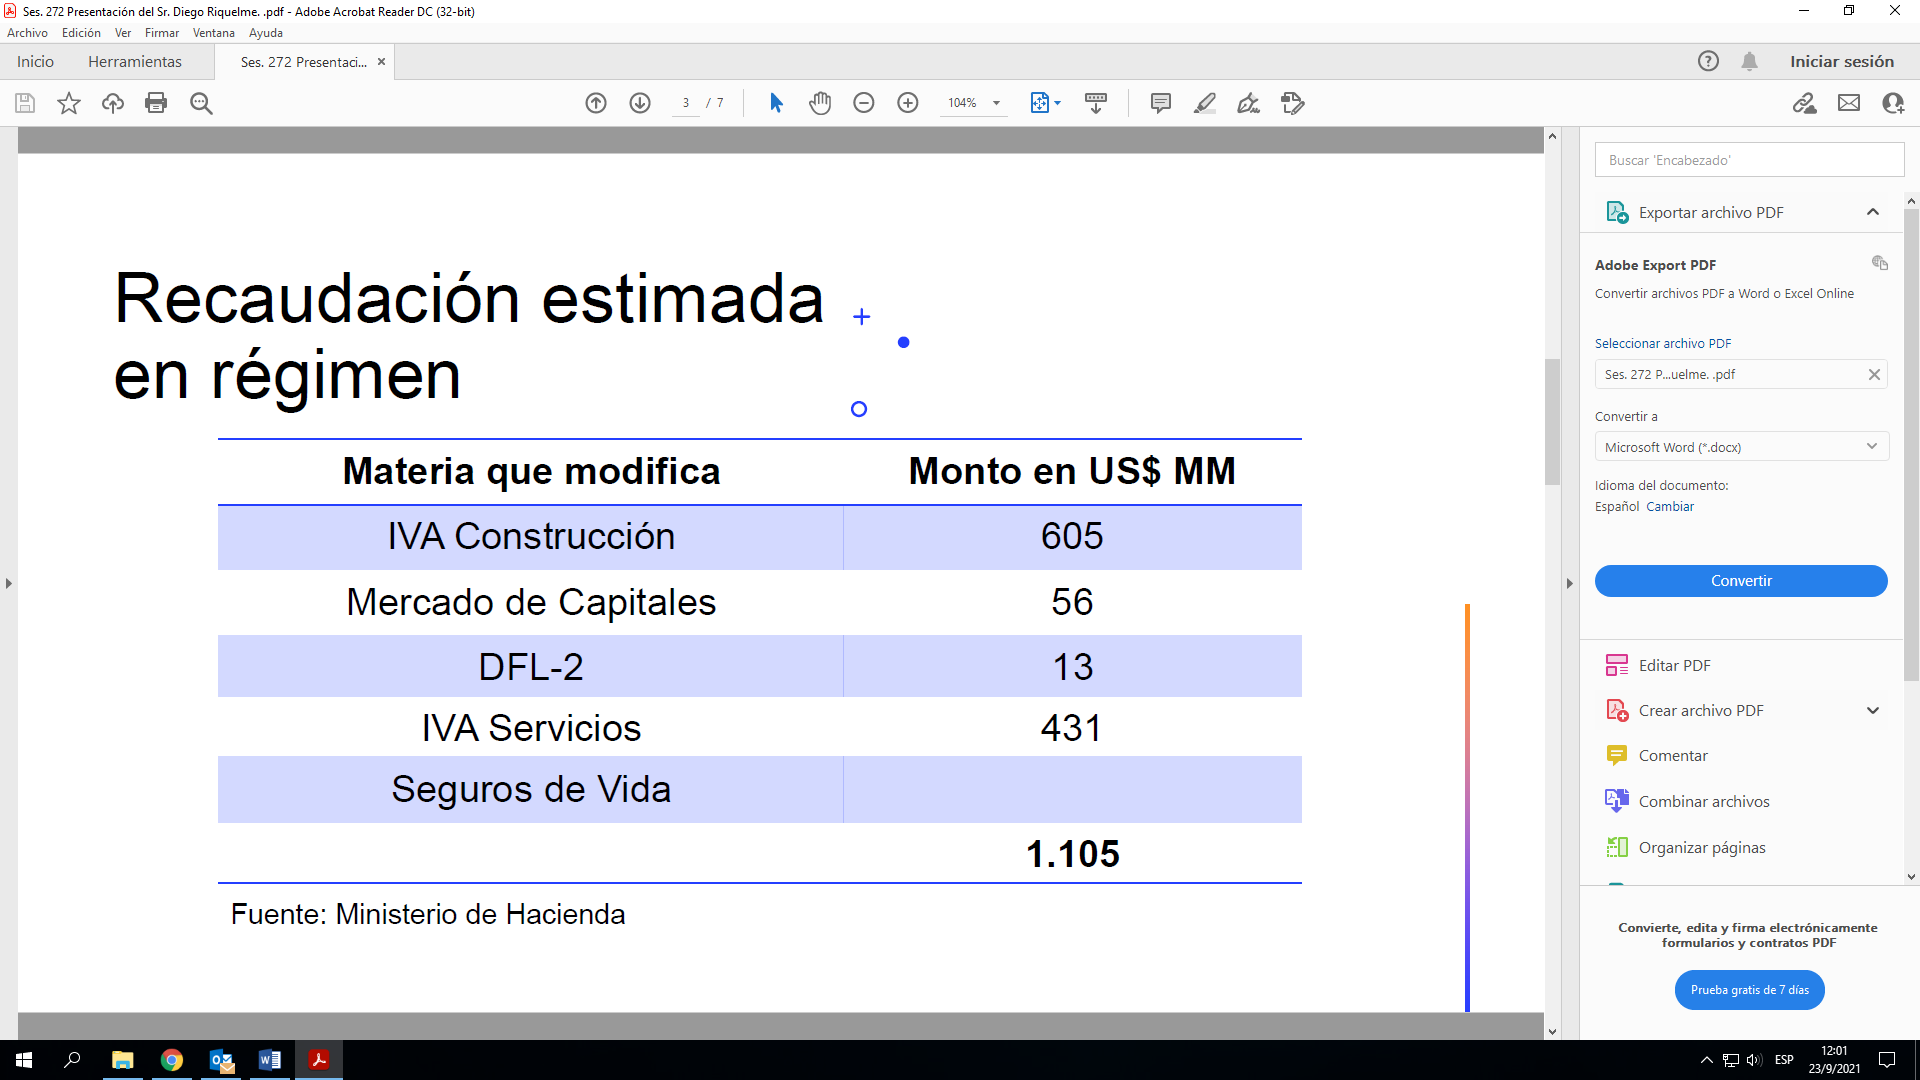 Ses. 272 Presentación del Sr. Diego Riquelme. .pdf - Adobe Acrobat Reader DC (32-bit)
Archivo Edición Ver Firmar Ventana Ayuda
Inicio Herramientas Ses. 272 Presentaci... × Iniciar sesión
3 / 7 104%
Recaudación estimada
en régimen
Materia que modifica Monto en US$ MM
IVA Construcción 605
Mercado de Capitales 56
DFL-2 13
IVA Servicios 431
Seguros de Vida
1.105
Fuente: Ministerio de Hacienda
Buscar 'Encabezado'
Exportar archivo PDF
Adobe Export PDF
Convertir archivos PDF a Word o Excel Online
Seleccionar archivo PDF
Ses. 272 P...uelme. .pdf
Convertir a
Microsoft Word (*.docx)
Idioma del documento:
Español Cambiar
Convertir
Editar PDF
Crear archivo PDF
Comentar
Combinar archivos
Organizar páginas
Convierte, edita y firma electrónicamente
formularios y contratos PDF
Prueba gratis de 7 días
ESP
12:01
23/9/2021